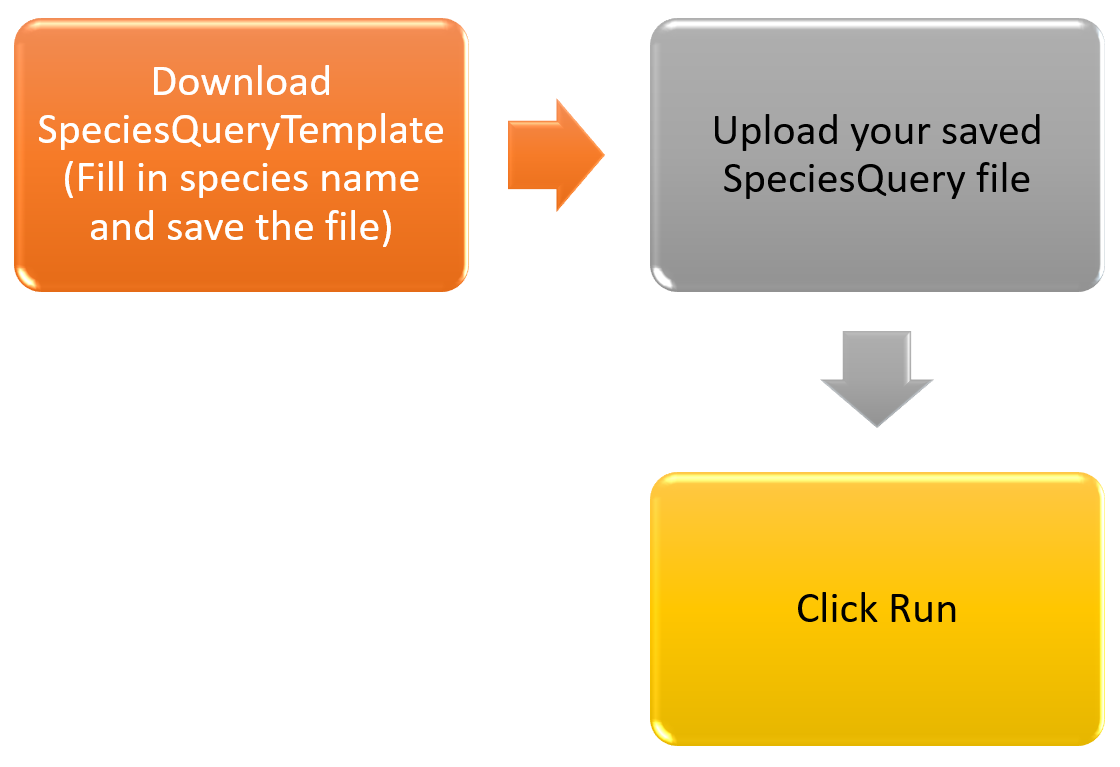 Download
SpeciesQueryTemplate
(Fill in species name
and save the file)
Upload your saved
SpeciesQuery file
Click Run